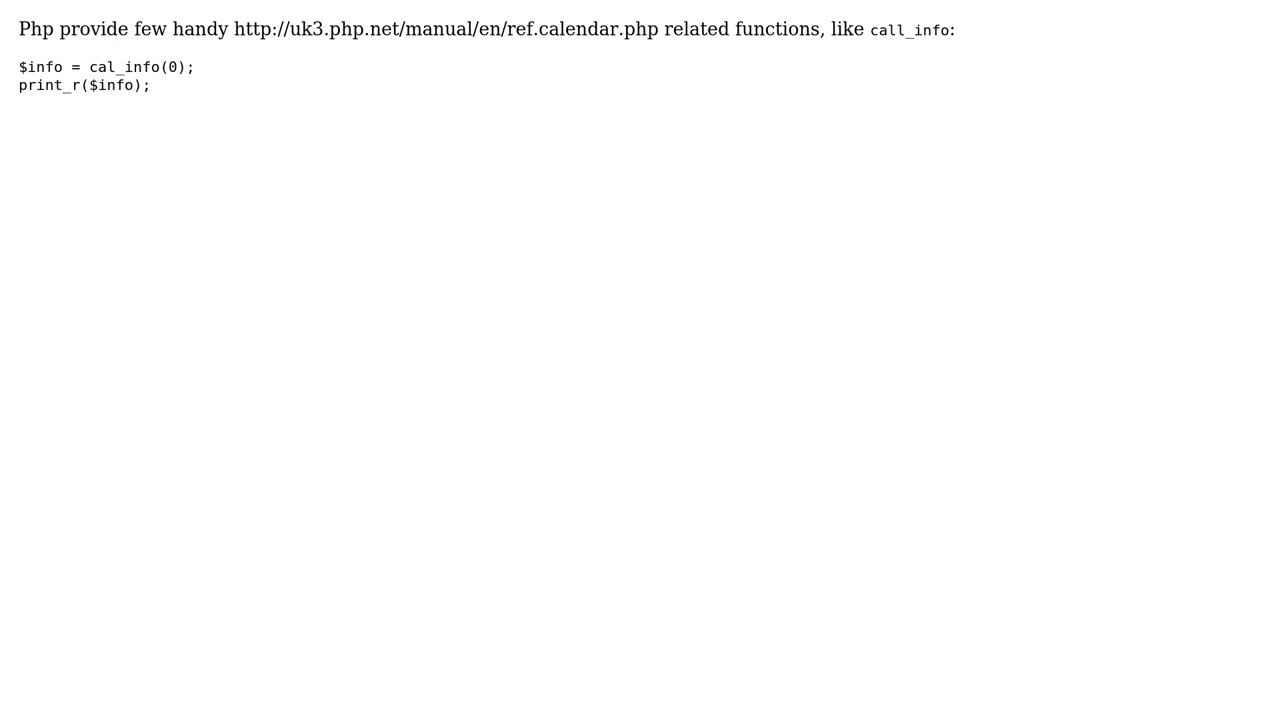 Php provide few handy http://uk3.php.net/manual/en/ref.calendar.php related functions, like call_info:
$info = cal_info(0);
print_r($info);